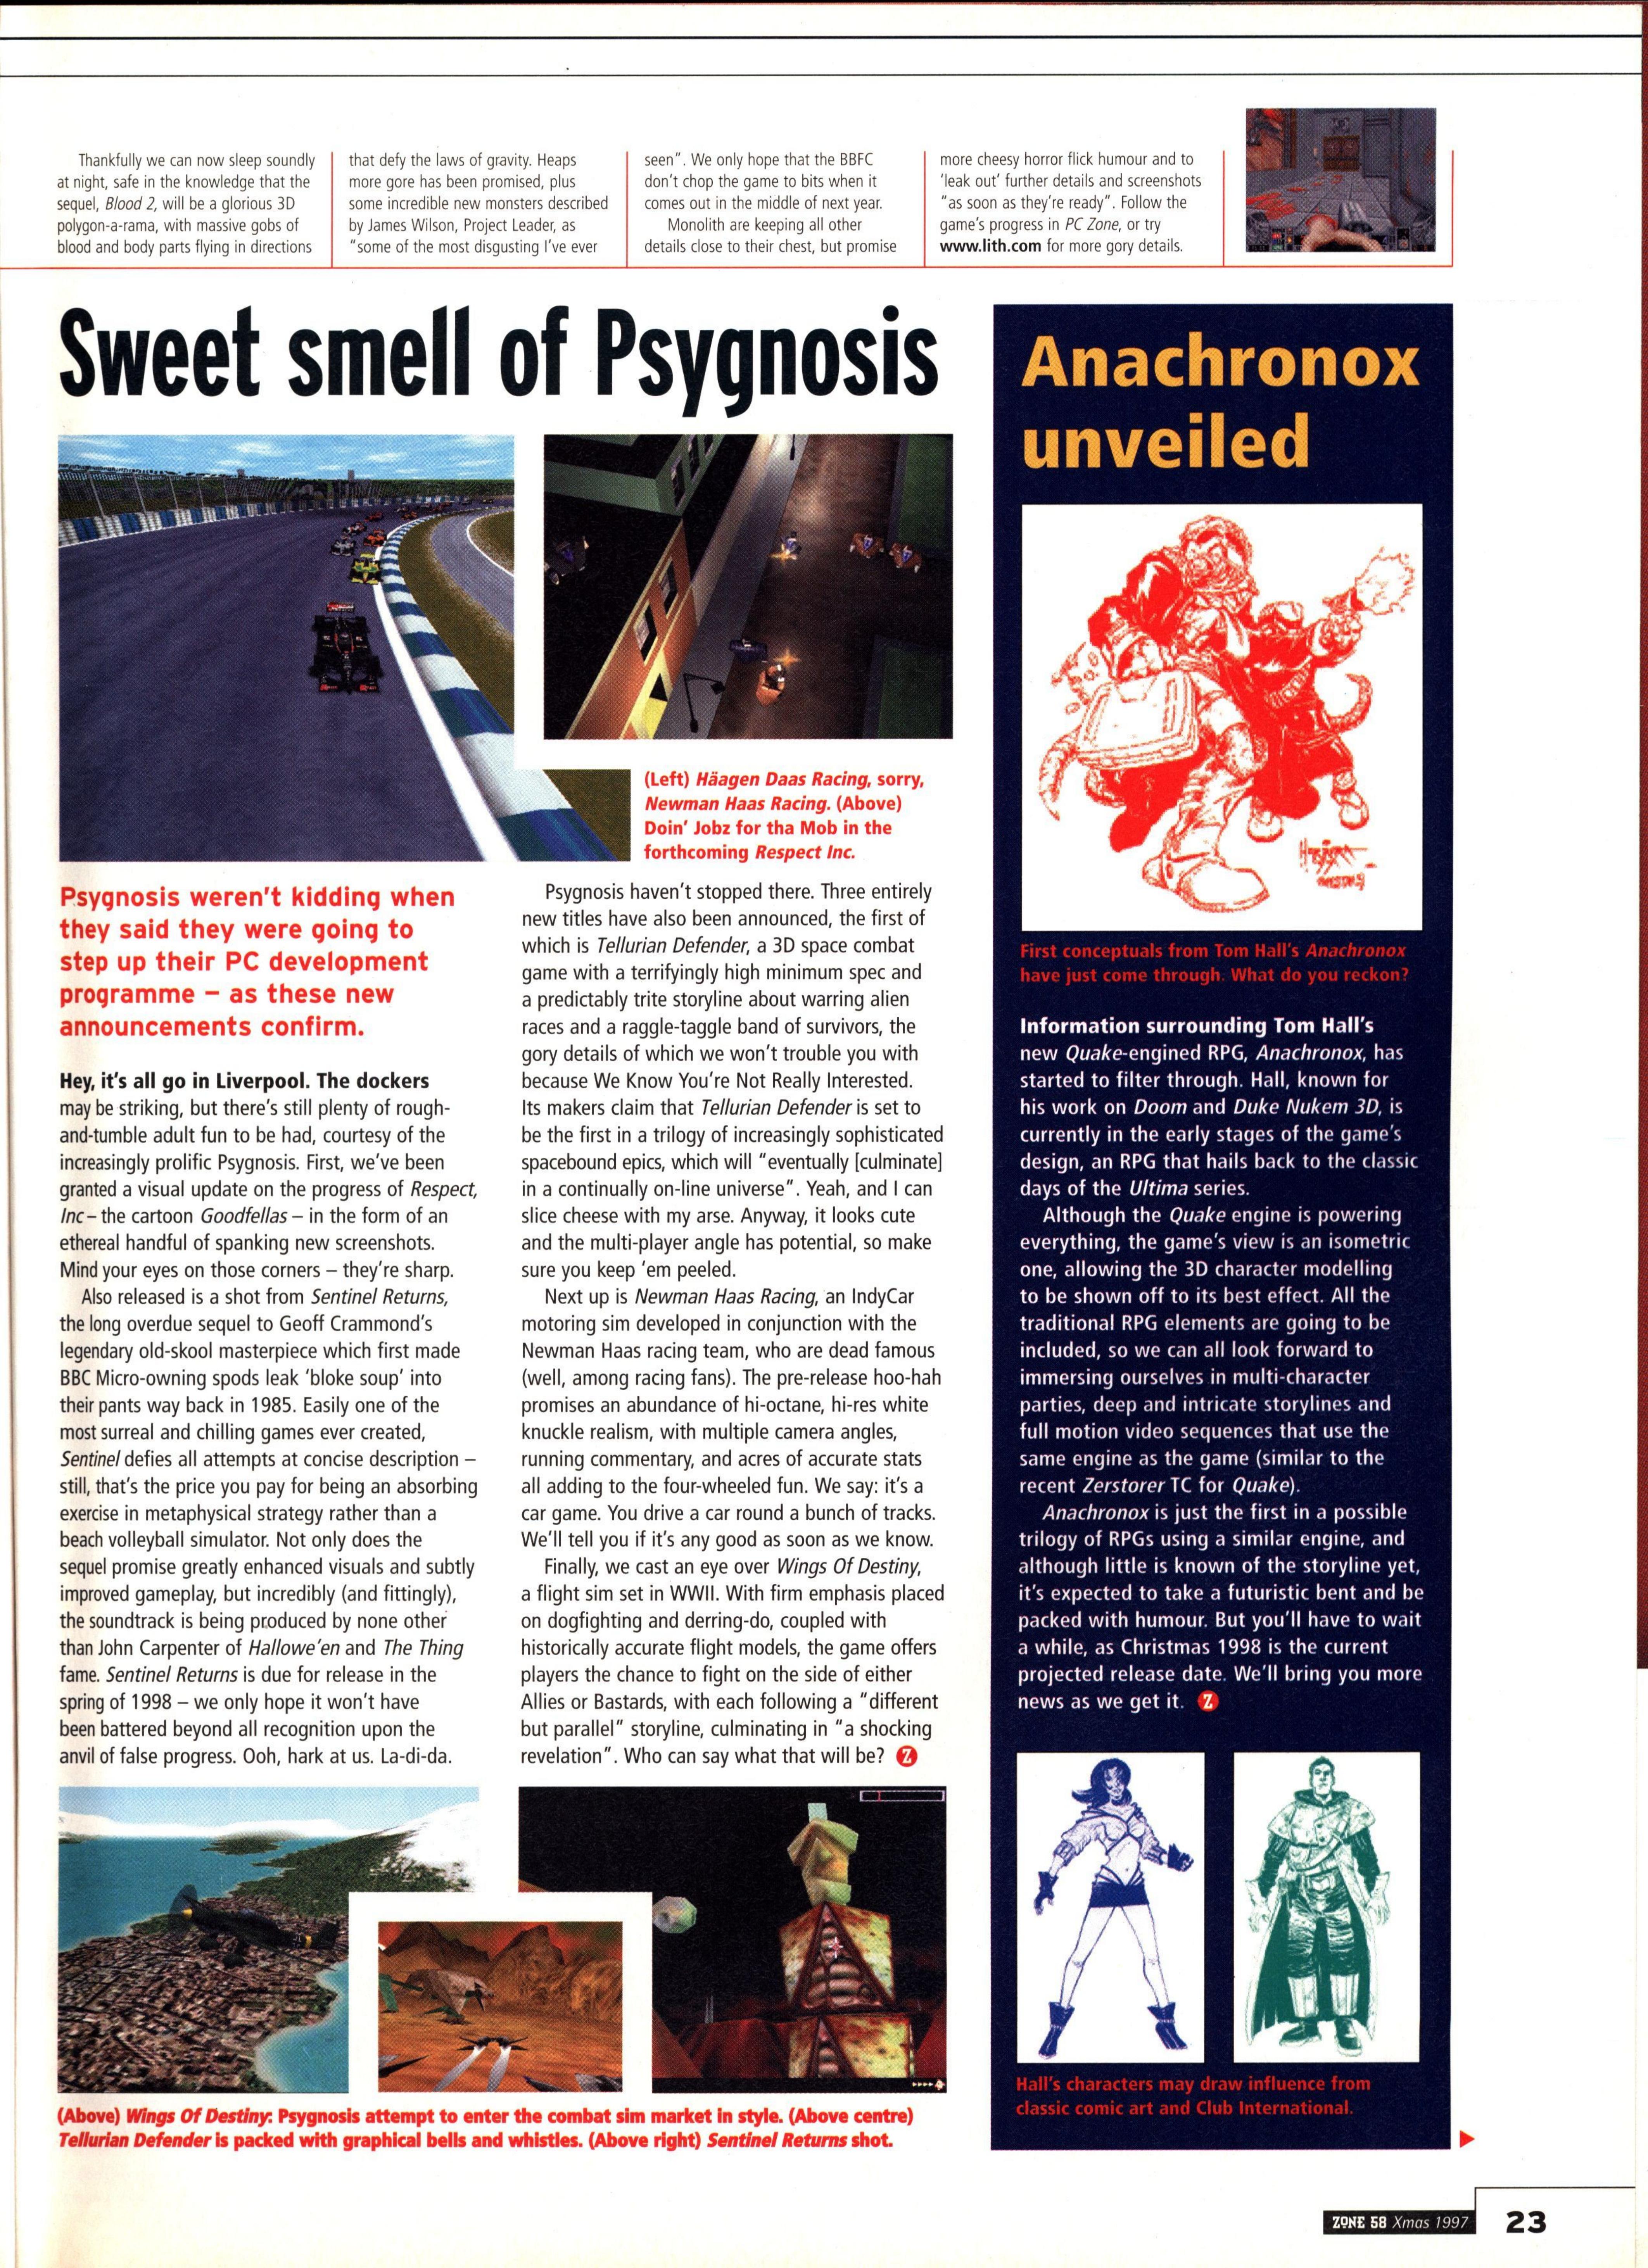 Thankfully we can now sleep soundly
at night, safe in the knowledge that the
sequel, Blood 2, will be a glorious 3D
polygon-a-rama, with massive gobs of
blood and body parts flying in directions
that defy the laws of gravity. Heaps
more gore has been promised, plus
some incredible new monsters described
by James Wilson, Project Leader, as
“some of the most disgusting I’ve ever
seen”. We only hope that the BBFC
don’t chop the game to bits when it
comes out in the middle of next year.
Monolith are keeping all other
details close to their chest, but promise
more cheesy horror flick humour and to
‘leak out’ further details and screenshots
“as soon as they’re ready”. Follow the
game’s progress in PC Zone, or try
www.lith.com for more gory details.
Sweet smell of Psygnosis
(Left) Häagen Daas Racing, sorry,
Newman Haas Racing. (Above)
Doin’ Jobz for tha Mob in the
forthcoming Respect Inc.
Psygnosis weren’t kidding when
they said they were going to
step up their PC development
programme – as these new
announcements confirm.
Hey, it’s all go in Liverpool. The dockers
may be striking, but there’s still plenty of rough-
and-tumble adult fun to be had, courtesy of the
increasingly prolific Psygnosis. First, we’ve been
granted a visual update on the progress of Respect,
Inc – the cartoon Goodfellas – in the form of an
ethereal handful of spanking new screenshots.
Mind your eyes on those corners – they’re sharp.
Also released is a shot from Sentinel Returns,
the long overdue sequel to Geoff Crammond’s
legendary old-skool masterpiece which first made
BBC Micro-owning spods leak ‘bloke soup’ into
their pants way back in 1985. Easily one of the
most surreal and chilling games ever created,
Sentinel defies all attempts at concise description –
still, that’s the price you pay for being an absorbing
exercise in metaphysical strategy rather than a
beach volleyball simulator. Not only does the
sequel promise greatly enhanced visuals and subtly
improved gameplay, but incredibly (and fittingly),
the soundtrack is being produced by none other
than John Carpenter of Hallowe’en and The Thing
fame. Sentinel Returns is due for release in the
spring of 1998 – we only hope it won’t have
been battered beyond all recognition upon the
anvil of false progress. Ooh, hark at us. La-di-da.
Psygnosis haven’t stopped there. Three entirely
new titles have also been announced, the first of
which is Tellurian Defender, a 3D space combat
game with a terrifyingly high minimum spec and
a predictably trite storyline about warring alien
races and a raggle-taggle band of survivors, the
gory details of which we won’t trouble you with
because We Know You’re Not Really Interested.
Its makers claim that Tellurian Defender is set to
be the first in a trilogy of increasingly sophisticated
spacebound epics, which will “eventually [culminate]
in a continually on-line universe”. Yeah, and I can
slice cheese with my arse. Anyway, it looks cute
and the multi-player angle has potential, so make
sure you keep ’em peeled.
Next up is Newman Haas Racing, an IndyCar
motoring sim developed in conjunction with the
Newman Haas racing team, who are dead famous
(well, among racing fans). The pre-release hoo-hah
promises an abundance of hi-octane, hi-res white
knuckle realism, with multiple camera angles,
running commentary, and acres of accurate stats
all adding to the four-wheeled fun. We say: it’s a
car game. You drive a car round a bunch of tracks.
We’ll tell you if it’s any good as soon as we know.
Finally, we cast an eye over Wings Of Destiny,
a flight sim set in WWII. With firm emphasis placed
on dogfighting and derring-do, coupled with
historically accurate flight models, the game offers
players the chance to fight on the side of either
Allies or Bastards, with each following a “different
but parallel” storyline, culminating in “a shocking
revelation”. Who can say what that will be? Z
(Above) Wings Of Destiny: Psygnosis attempt to enter the combat sim market in style. (Above centre)
Tellurian Defender is packed with graphical bells and whistles. (Above right) Sentinel Returns shot.
Anachronox
unveiled
First conceptuals from Tom Hall’s Anachronox
have just come through. What do you reckon?
Information surrounding Tom Hall’s
new Quake-engined RPG, Anachronox, has
started to filter through. Hall, known for
his work on Doom and Duke Nukem 3D, is
currently in the early stages of the game’s
design, an RPG that hails back to the classic
days of the Ultima series.
Although the Quake engine is powering
everything, the game’s view is an isometric
one, allowing the 3D character modelling
to be shown off to its best effect. All the
traditional RPG elements are going to be
included, so we can all look forward to
immersing ourselves in multi-character
parties, deep and intricate storylines and
full motion video sequences that use the
same engine as the game (similar to the
recent Zerstorer TC for Quake).
Anachronox is just the first in a possible
trilogy of RPGs using a similar engine, and
although little is known of the storyline yet,
it’s expected to take a futuristic bent and be
packed with humour. But you’ll have to wait
a while, as Christmas 1998 is the current
projected release date. We’ll bring you more
news as we get it. Z
Hall’s characters may draw influence from
classic comic art and Club International.
ZONE 58 Xmas 1997 23